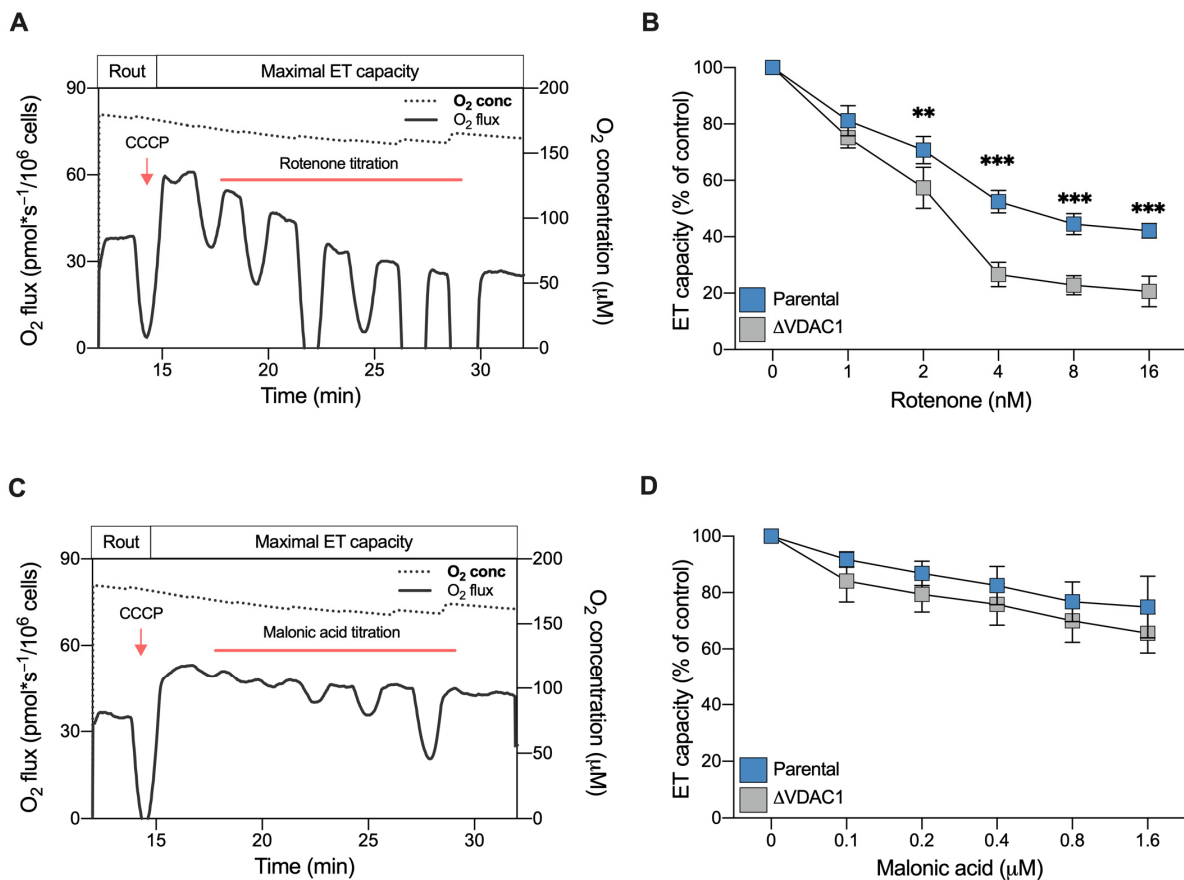 A
Rout
Maximal ET capacity
90
60
30
0
200
150
100
50
0
O₂ conc
O₂ flux
CCCP
Rotenone titration
O₂ flux (pmol*s⁻¹/10⁶ cells)
O₂ concentration
(μM)
15 20 25 30
Time (min)
B
100
80
60
40
20
0
**
***
***
***
Parental
ΔVDAC1
ET capacity (% of control)
0 1 2 4 8 16
Rotenone (nM)
C
Rout
Maximal ET capacity
90
60
30
0
200
150
100
50
0
O₂ conc
O₂ flux
CCCP
Malonic acid titration
O₂ flux (pmol*s⁻¹/10⁶ cells)
O₂ concentration
(μM)
15 20 25 30
Time (min)
D
100
80
60
40
20
0
Parental
ΔVDAC1
ET capacity (% of control)
0 0.1 0.2 0.4 0.8 1.6
Malonic acid (μM)